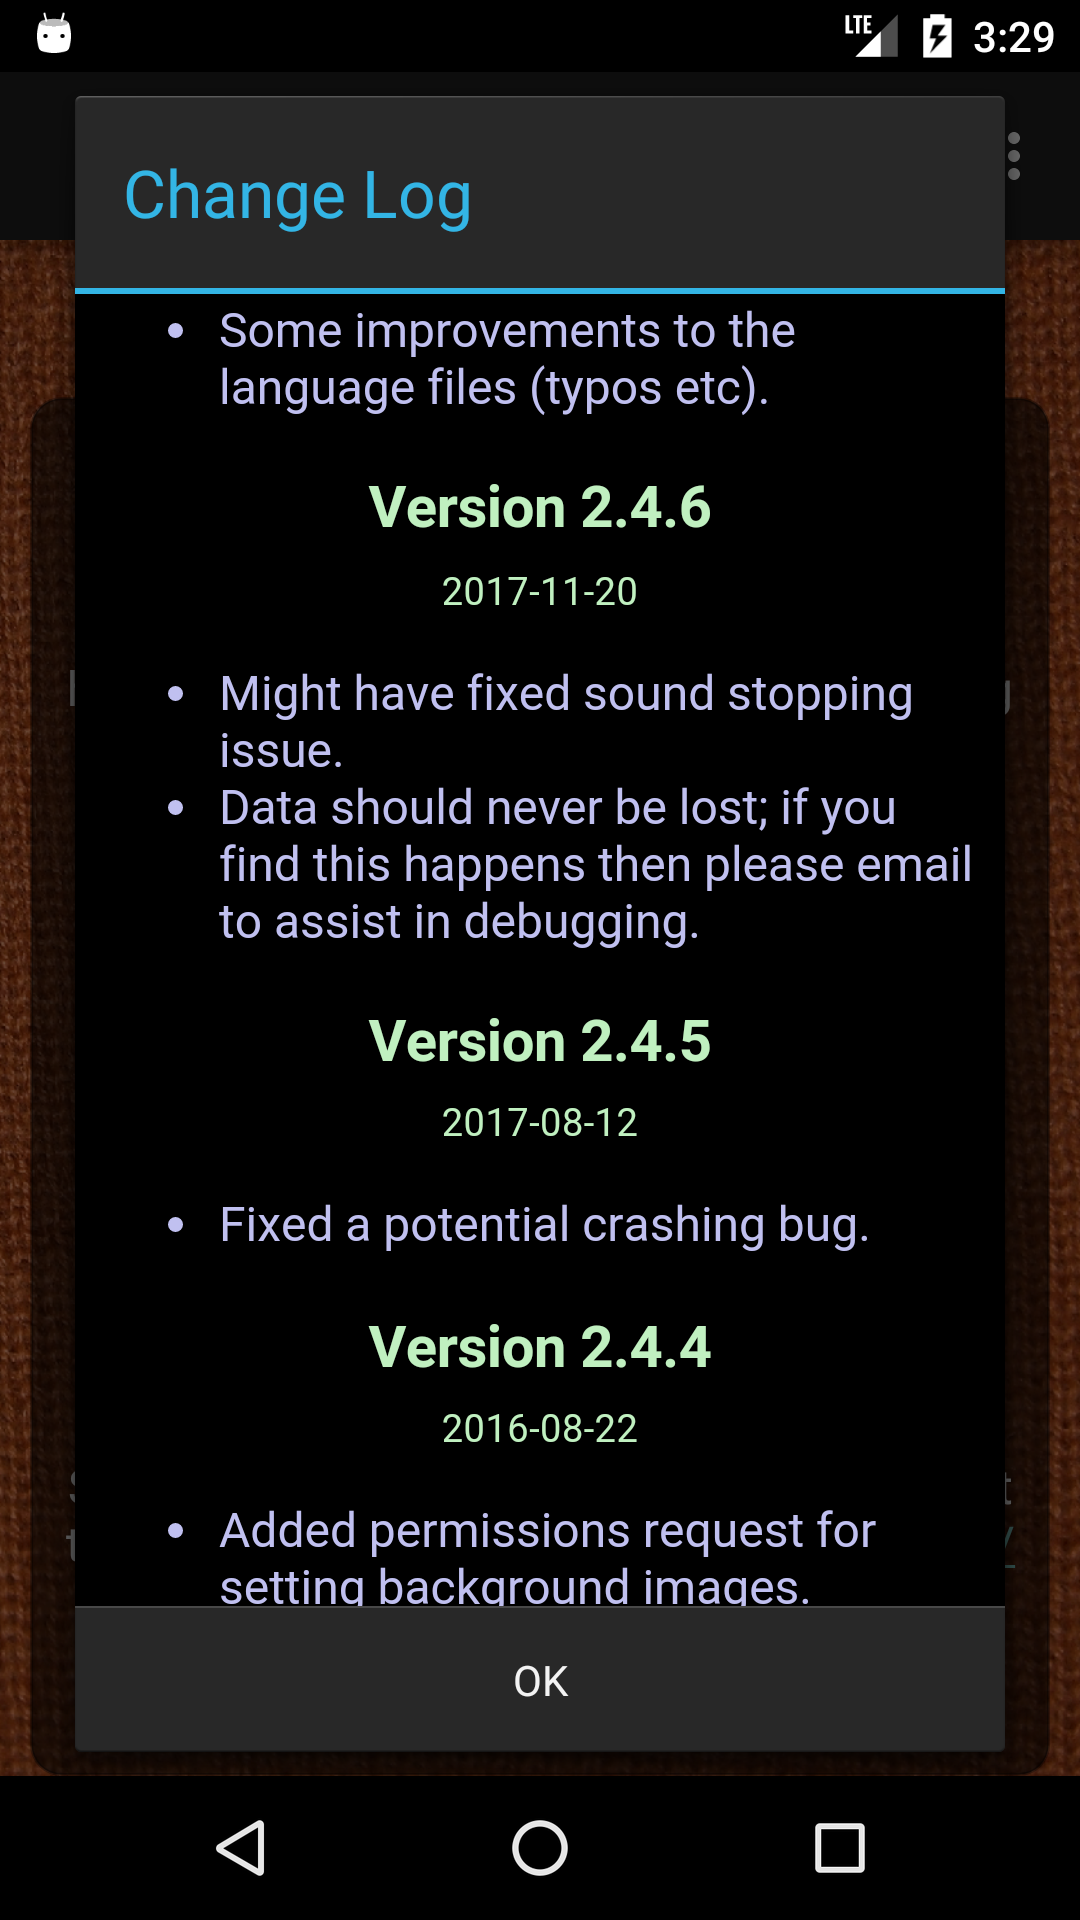 LTE 3:29
Change Log
• Some improvements to the
language files (typos etc).
Version 2.4.6
2017-11-20
• Might have fixed sound stopping
issue.
• Data should never be lost; if you
find this happens then please email
to assist in debugging.
Version 2.4.5
2017-08-12
• Fixed a potential crashing bug.
Version 2.4.4
2016-08-22
• Added permissions request for
setting background images.
OK